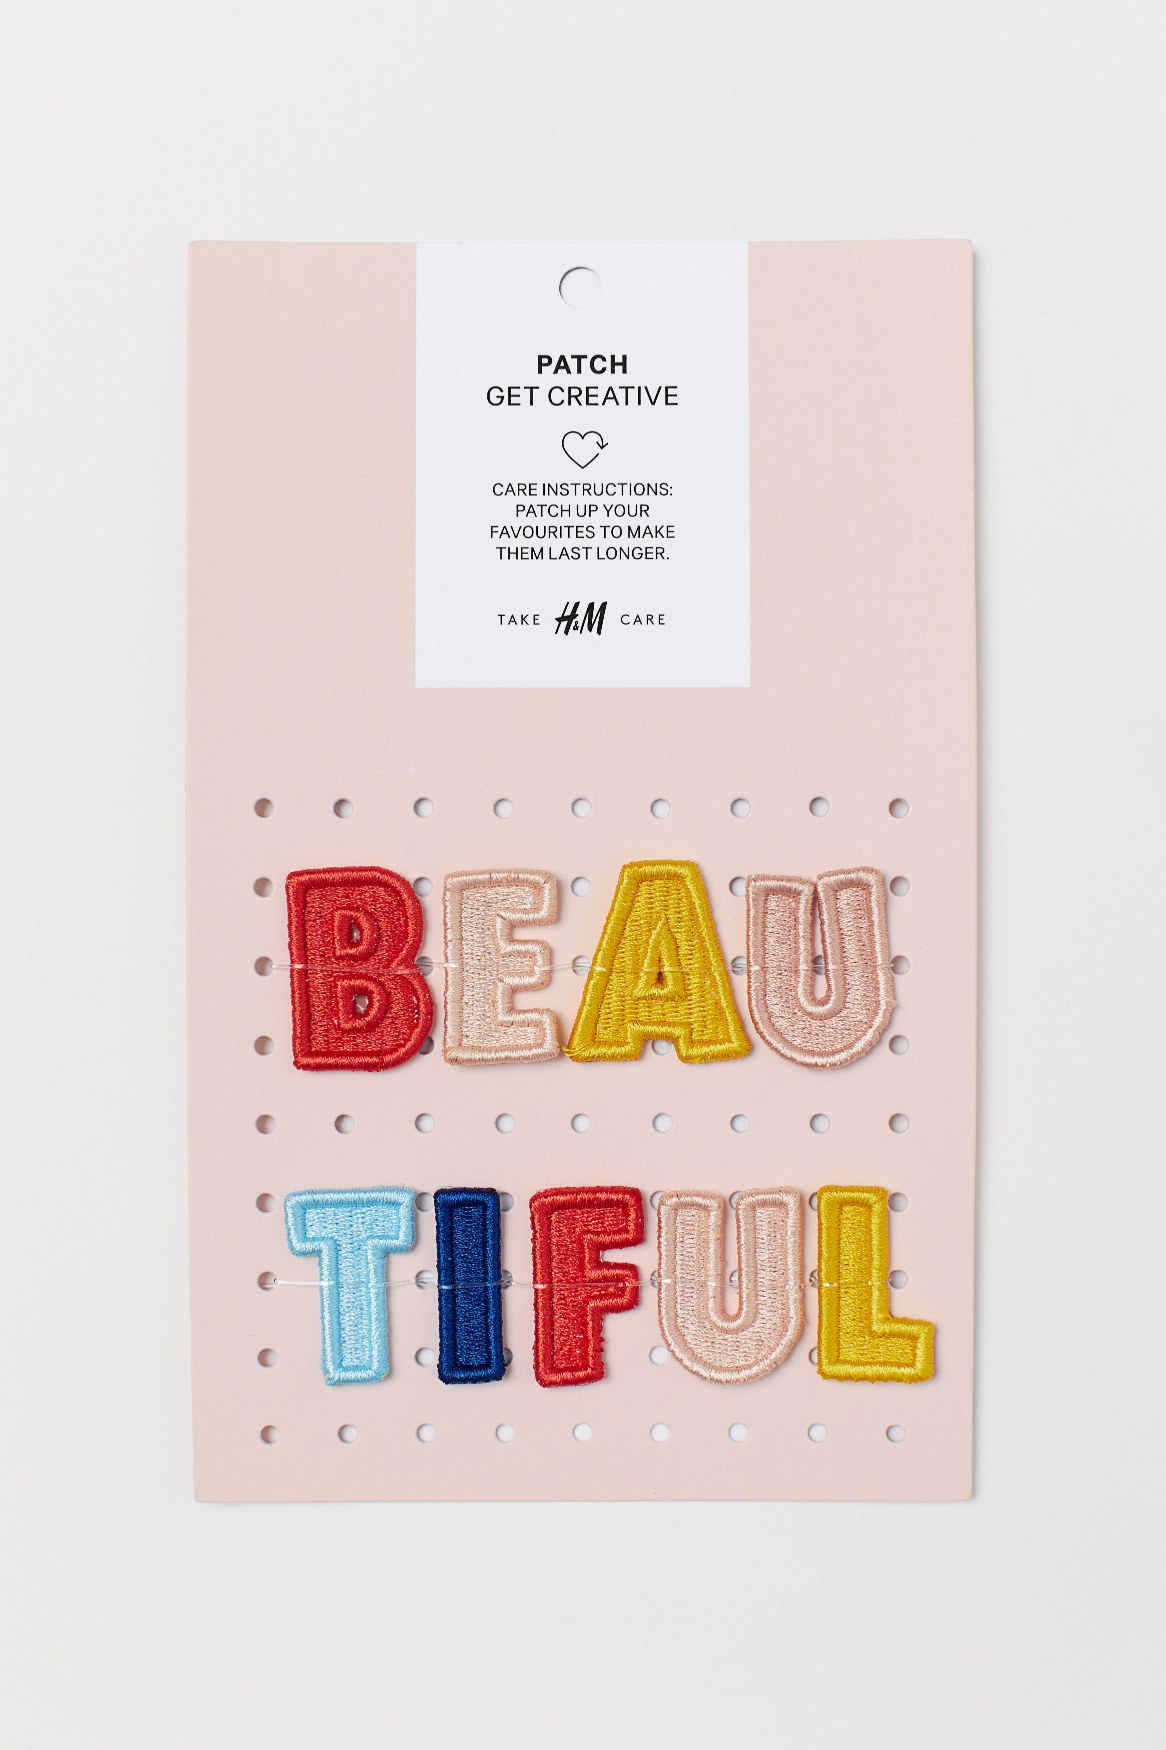 PATCH
GET CREATIVE
CARE INSTRUCTIONS:
PATCH UP YOUR
FAVOURITES TO MAKE
THEM LAST LONGER.
TAKE H&M CARE
BEAU
TIFUL